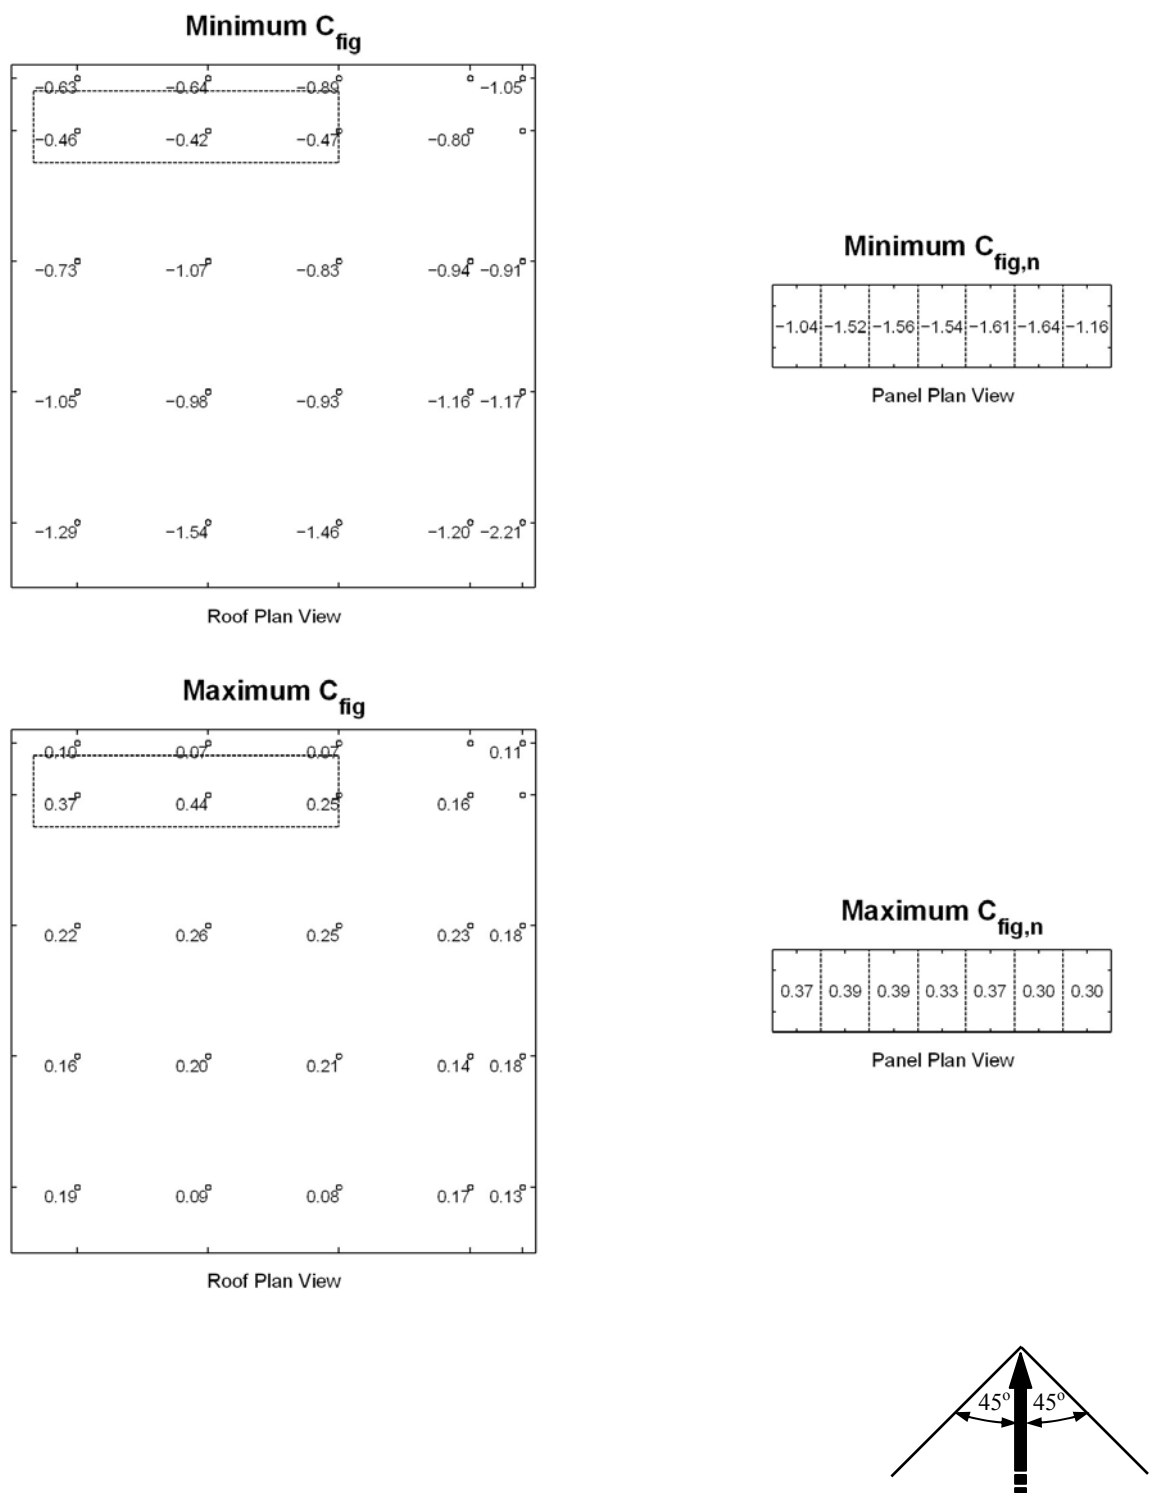 Minimum Cfig
−0.63 −0.64 −0.89 −1.05
−0.46 −0.42 −0.47 −0.80
−0.73 −1.07 −0.83 −0.94 −0.91
−1.05 −0.98 −0.93 −1.16 −1.17
−1.29 −1.54 −1.46 −1.20 −2.21
Roof Plan View
Minimum Cfig,n
−1.04 −1.52 −1.56 −1.54 −1.61 −1.64 −1.16
Panel Plan View
Maximum Cfig
0.10 0.07 0.07 0.11
0.37 0.44 0.25 0.16
0.22 0.26 0.25 0.23 0.18
0.16 0.20 0.21 0.14 0.18
0.19 0.09 0.08 0.17 0.13
Roof Plan View
Maximum Cfig,n
0.37 0.39 0.39 0.33 0.37 0.30 0.30
Panel Plan View
45° 45°